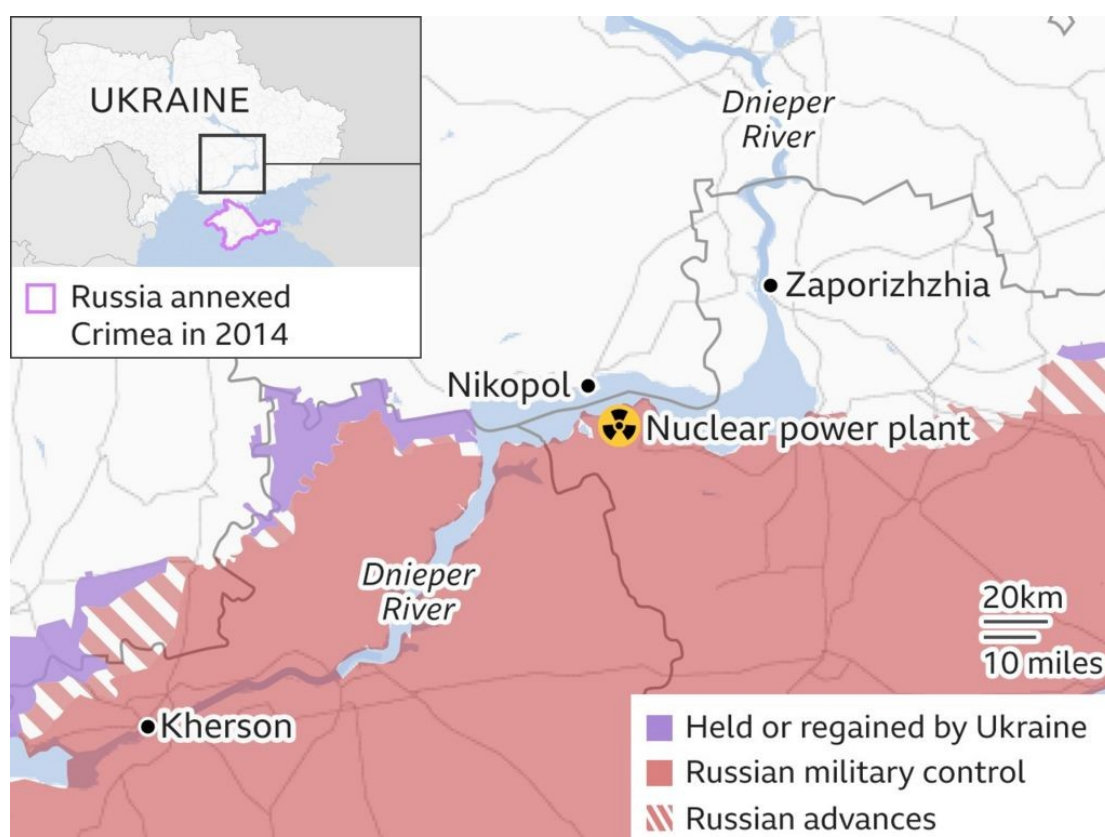 UKRAINE
Russia annexed
Crimea in 2014
Dnieper
River
Zaporizhzhia
Nikopol
Nuclear power plant
Dnieper
River
20km
10 miles
Kherson
Held or regained by Ukraine
Russian military control
Russian advances